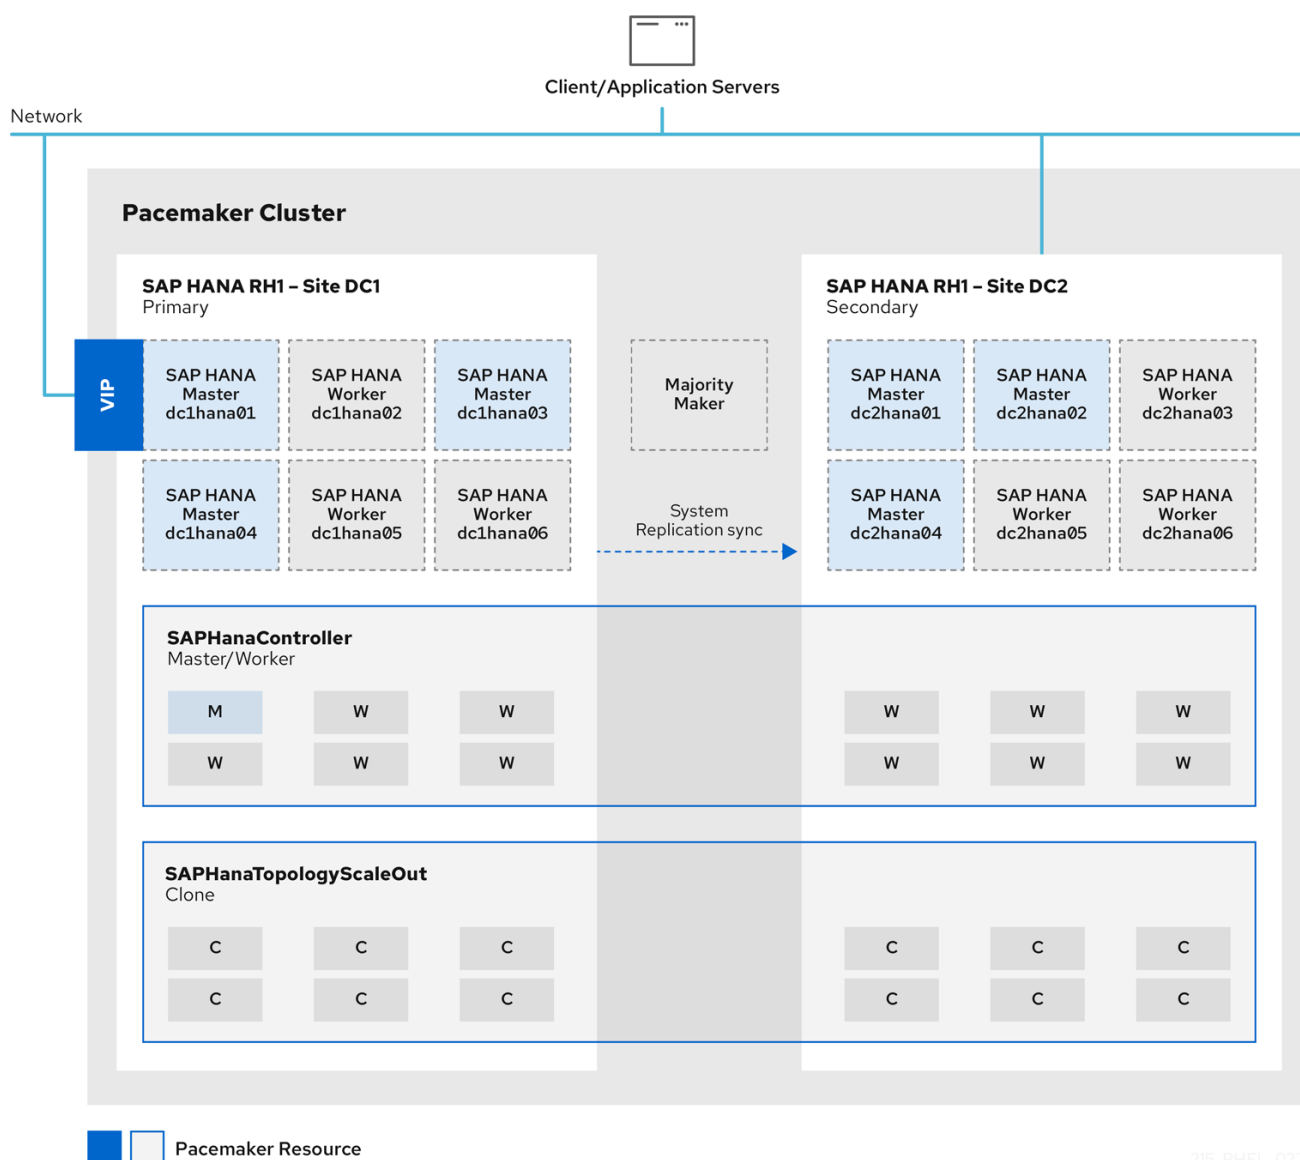 Client/Application Servers
Network
Pacemaker Cluster
SAP HANA RH1 – Site DC1
Primary
SAP HANA RH1 – Site DC2
Secondary
VIP
SAP HANA
Master
dc1hana01
SAP HANA
Worker
dc1hana02
SAP HANA
Master
dc1hana03
Majority
Maker
SAP HANA
Master
dc2hana01
SAP HANA
Master
dc2hana02
SAP HANA
Worker
dc2hana03
SAP HANA
Master
dc1hana04
SAP HANA
Worker
dc1hana05
SAP HANA
Worker
dc1hana06
System
Replication sync
SAP HANA
Master
dc2hana04
SAP HANA
Worker
dc2hana05
SAP HANA
Worker
dc2hana06
SAPHanaController
Master/Worker
M W W W W W
W W W W W W
SAPHanaTopologyScaleOut
Clone
C C C C C C
C C C C C C
Pacemaker Resource